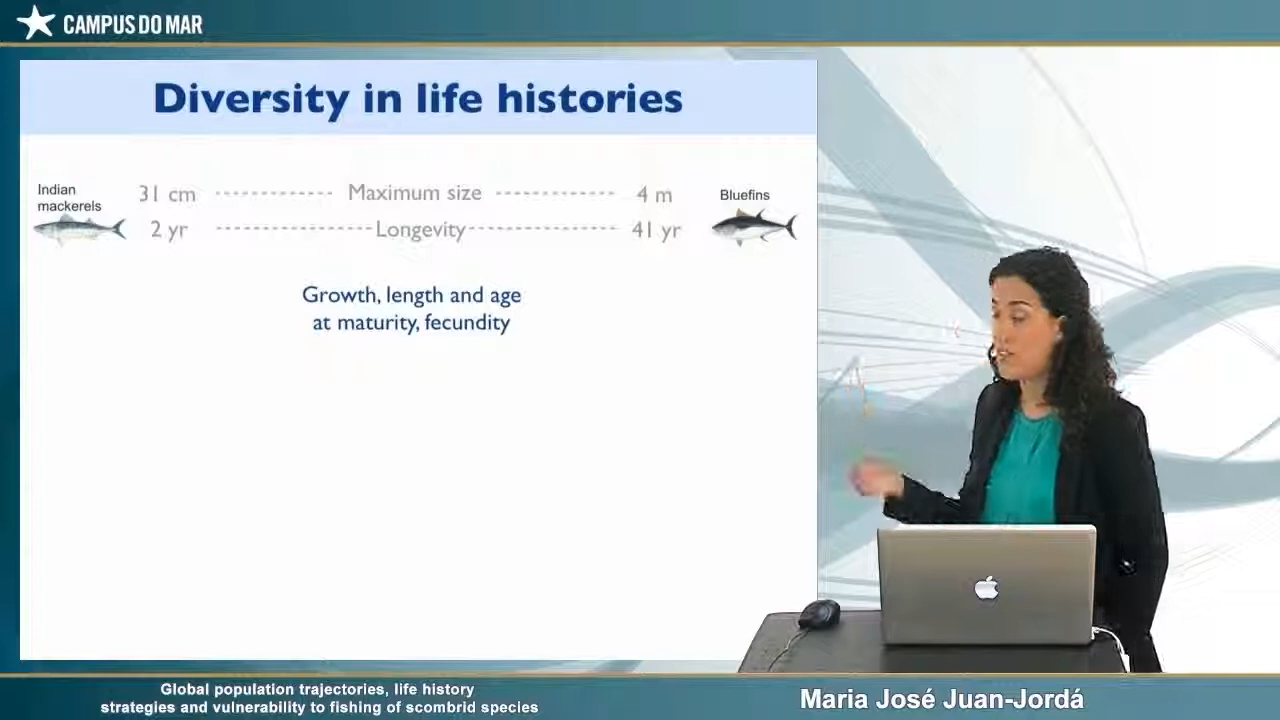 CAMPUS DO MAR
Diversity in life histories
Indian
mackerels
31 cm Maximum size 4 m
Bluefins
2 yr Longevity 41 yr
Growth, length and age
at maturity, fecundity
Global population trajectories, life history
strategies and vulnerability to fishing of scombrid species
Maria José Juan-Jordá